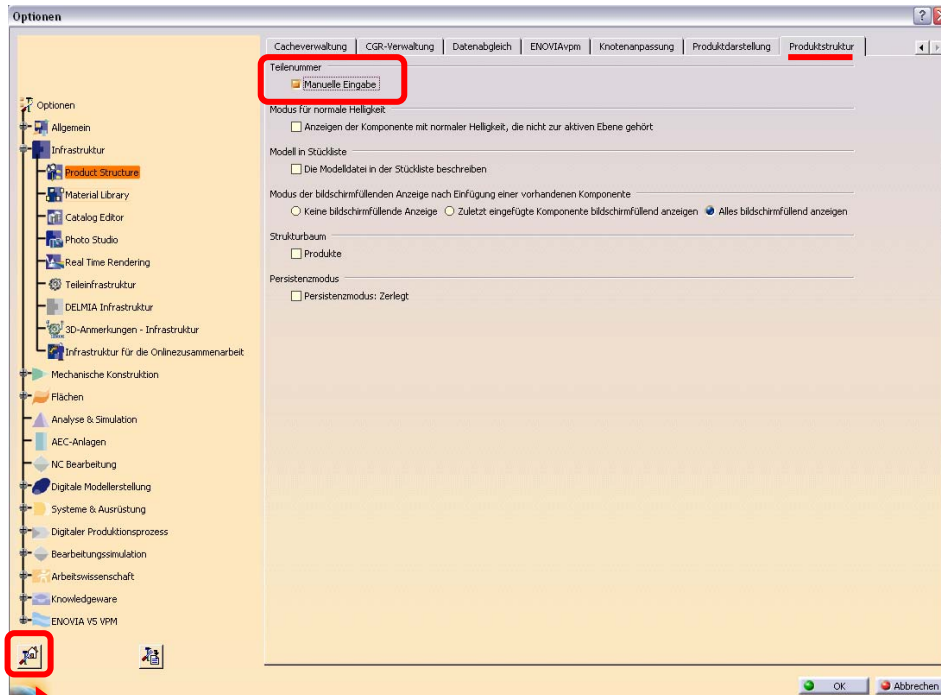 Optionen
Cacheverwaltung CGR-Verwaltung Datenabgleich ENOVIAvpm Knotenanpassung Produktdarstellung Produktstruktur
Teilenummer
Manuelle Eingabe
Modus für normale Helligkeit
Anzeigen der Komponente mit normaler Helligkeit, die nicht zur aktiven Ebene gehört
Modell in Stückliste
Die Modelldatei in der Stückliste beschreiben
Modus der bildschirmfüllenden Anzeige nach Einfügung einer vorhandenen Komponente
Keine bildschirmfüllende Anzeige Zuletzt eingefügte Komponente bildschirmfüllend anzeigen Alles bildschirmfüllend anzeigen
Strukturbaum
Produkte
Persistenzmodus
Persistenzmodus: Zerlegt
Optionen
Allgemein
Infrastruktur
Product Structure
Material Library
Catalog Editor
Photo Studio
Real Time Rendering
Teileinfrastruktur
DELMIA Infrastruktur
3D-Anmerkungen - Infrastruktur
Infrastruktur für die Onlinezusammenarbeit
Mechanische Konstruktion
Flächen
Analyse & Simulation
AEC-Anlagen
NC Bearbeitung
Digitale Modellerstellung
Systeme & Ausrüstung
Digitaler Produktionsprozess
Bearbeitungssimulation
Arbeitswissenschaft
Knowledgeware
ENOVIA V5 VPM
OK Abbrechen